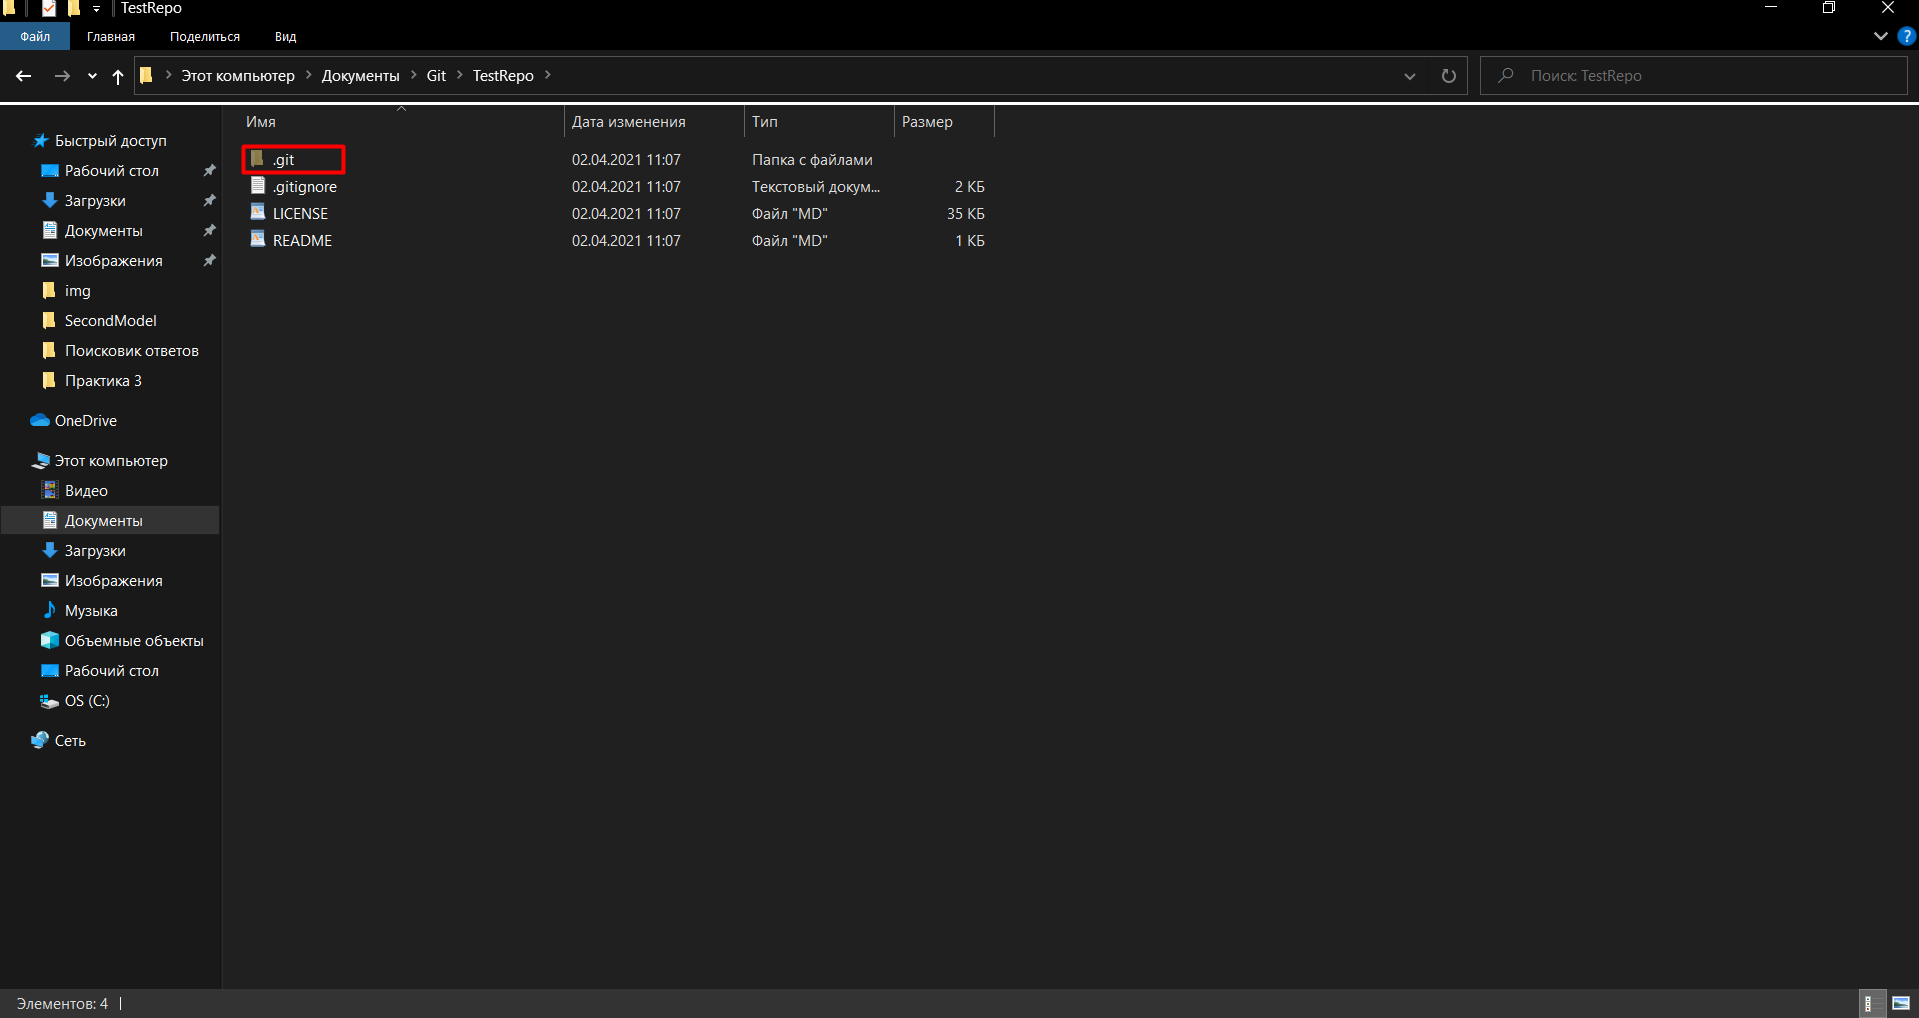 TestRepo
Файл Главная Поделиться Вид
?
Этот компьютер Документы Git TestRepo
Поиск: TestRepo
Имя Дата изменения Тип Размер
.git 02.04.2021 11:07 Папка с файлами
.gitignore 02.04.2021 11:07 Текстовый докум... 2 КБ
LICENSE 02.04.2021 11:07 Файл "MD" 35 КБ
README 02.04.2021 11:07 Файл "MD" 1 КБ
Быстрый доступ
Рабочий стол
Загрузки
Документы
Изображения
img
SecondModel
Поисковик ответов
Практика 3
OneDrive
Этот компьютер
Видео
Документы
Загрузки
Изображения
Музыка
Объемные объекты
Рабочий стол
OS (C:)
Сеть
Элементов: 4